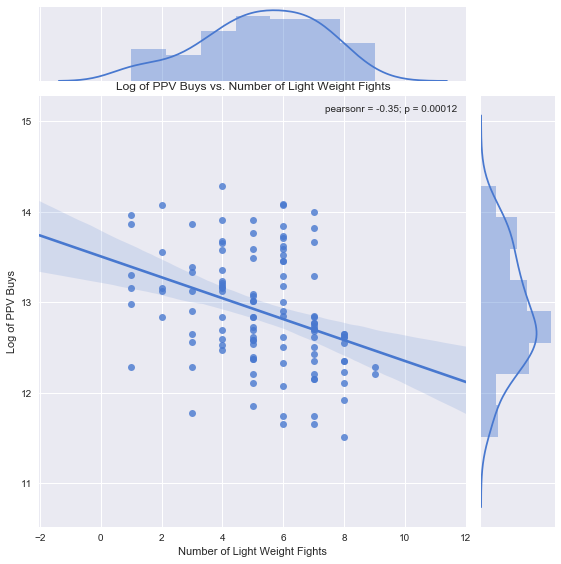 Log of PPV Buys vs. Number of Light Weight Fights
pearsonr = -0.35; p = 0.00012
15
14
13
12
11
Log of PPV Buys
−2 0 2 4 6 8 10 12
Number of Light Weight Fights